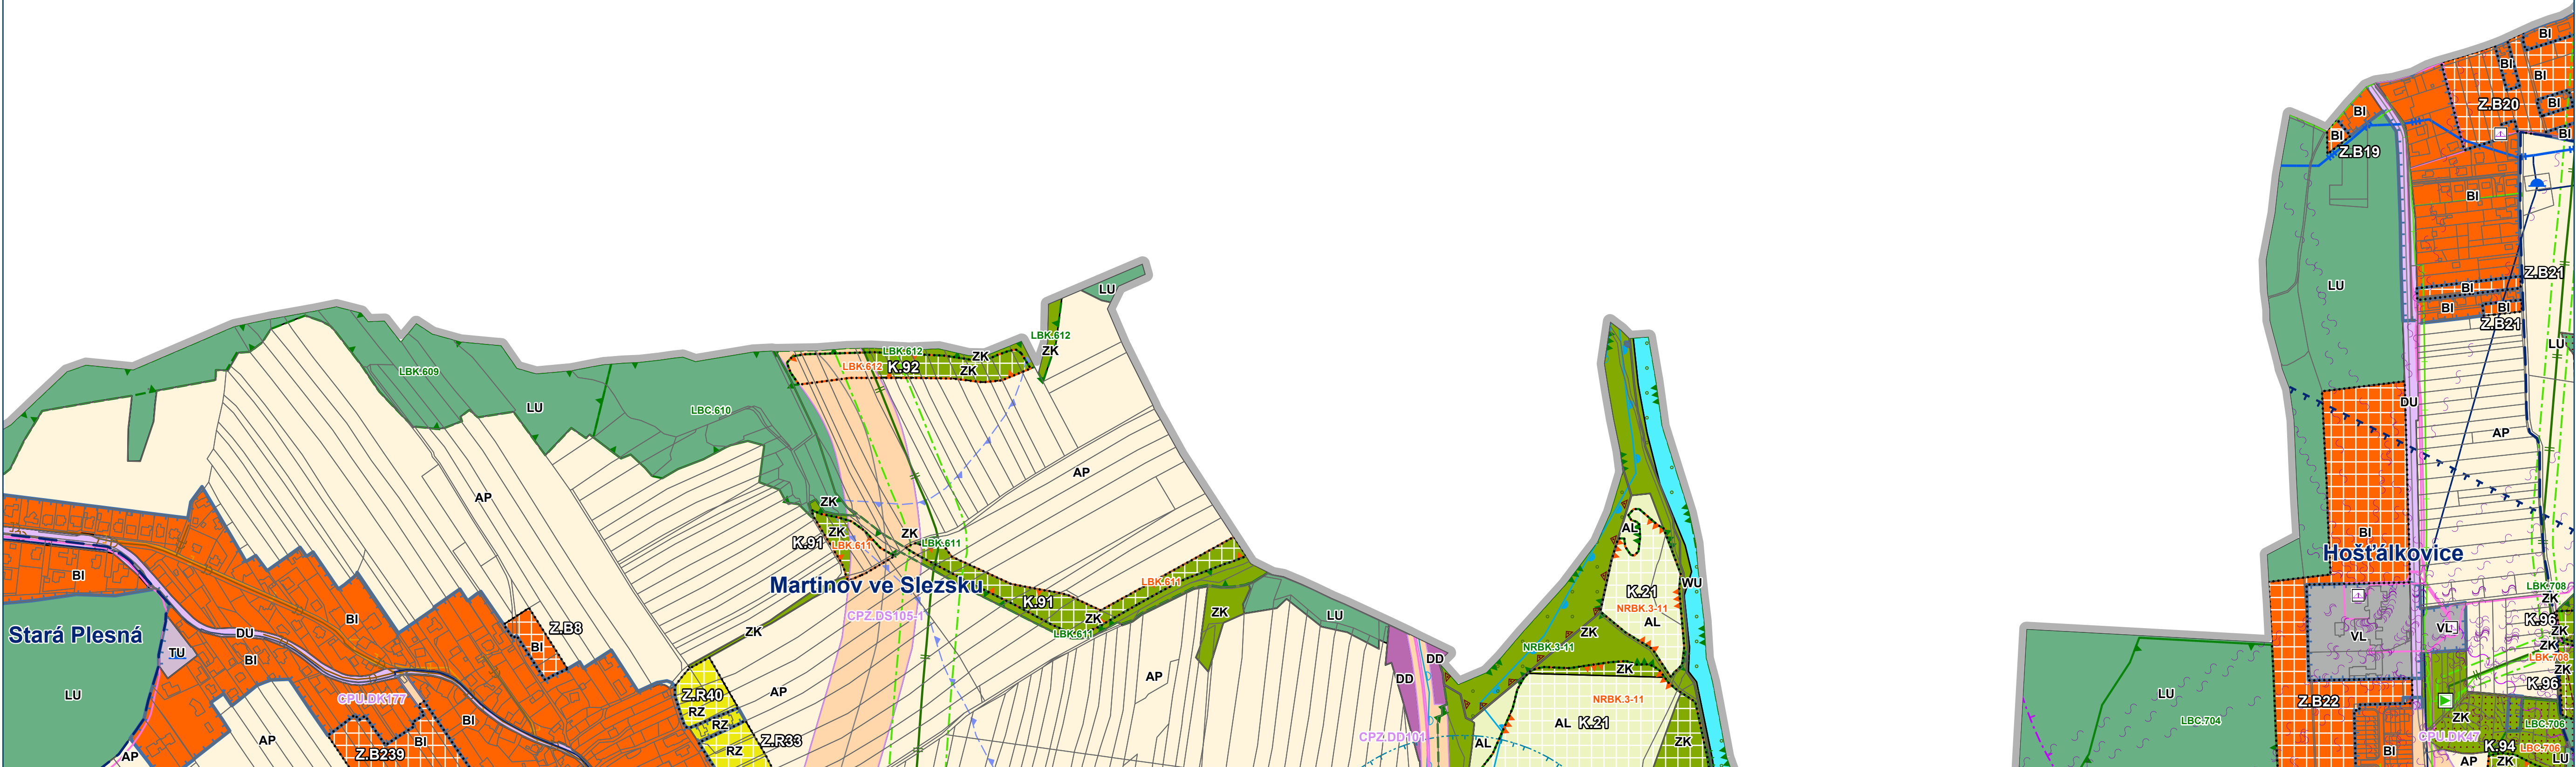 BI
BI
BI
Z.B20
BI
BI
BI
BI
BI
Z.B19
BI
Z.B21
LU
BI
LU
BI
BI
Z.B21
LBK.612
ZK
LU
LBK.612
LBK.612
K.92
ZK
ZK
LBK.609
LU
LBC.610
DU
AP
AP
AP
ZK
ZK
K.91
LBK.611
ZK
LBK.611
AL
BI
Hošťálkovice
BI
Martinov ve Slezsku
LBK.611
K.91
WU
K.21
NRBK.3-11
AL
LBK.708
ZK
K.96
ZK
CPZ.DS105-1
ZK
LBK.611
ZK
LU
ZK
NRBK.3-11
Stará Plesná
DU
BI
Z.B8
BI
ZK
VL
VL
ZK
LBK.708
ZK
K.96
TU
BI
DD
DD
ZK
AP
LU
CPU.DK177
BI
AP
Z.R40
RZ
RZ
NRBK.3-11
AL
K.21
LU
LBC.704
Z.B22
ZK
LBC.706
AP
AP
Z.B239
BI
RZ
Z.R33
CPZ.DD101
AL
ZK
BI
CPU.DK47
K.94
LBC.706
AP
ZK
LU